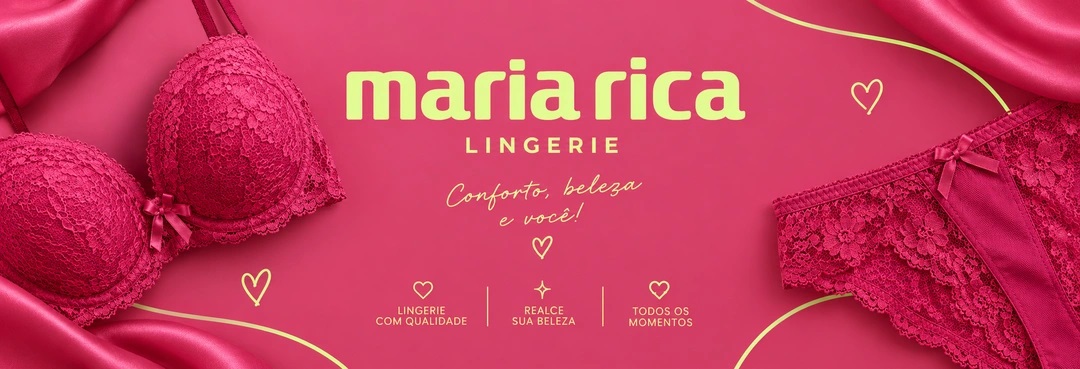 maria rica
LINGERIE
Conforto, beleza
e você!
LINGERIE
COM QUALIDADE
REALCE
SUA BELEZA
TODOS OS
MOMENTOS